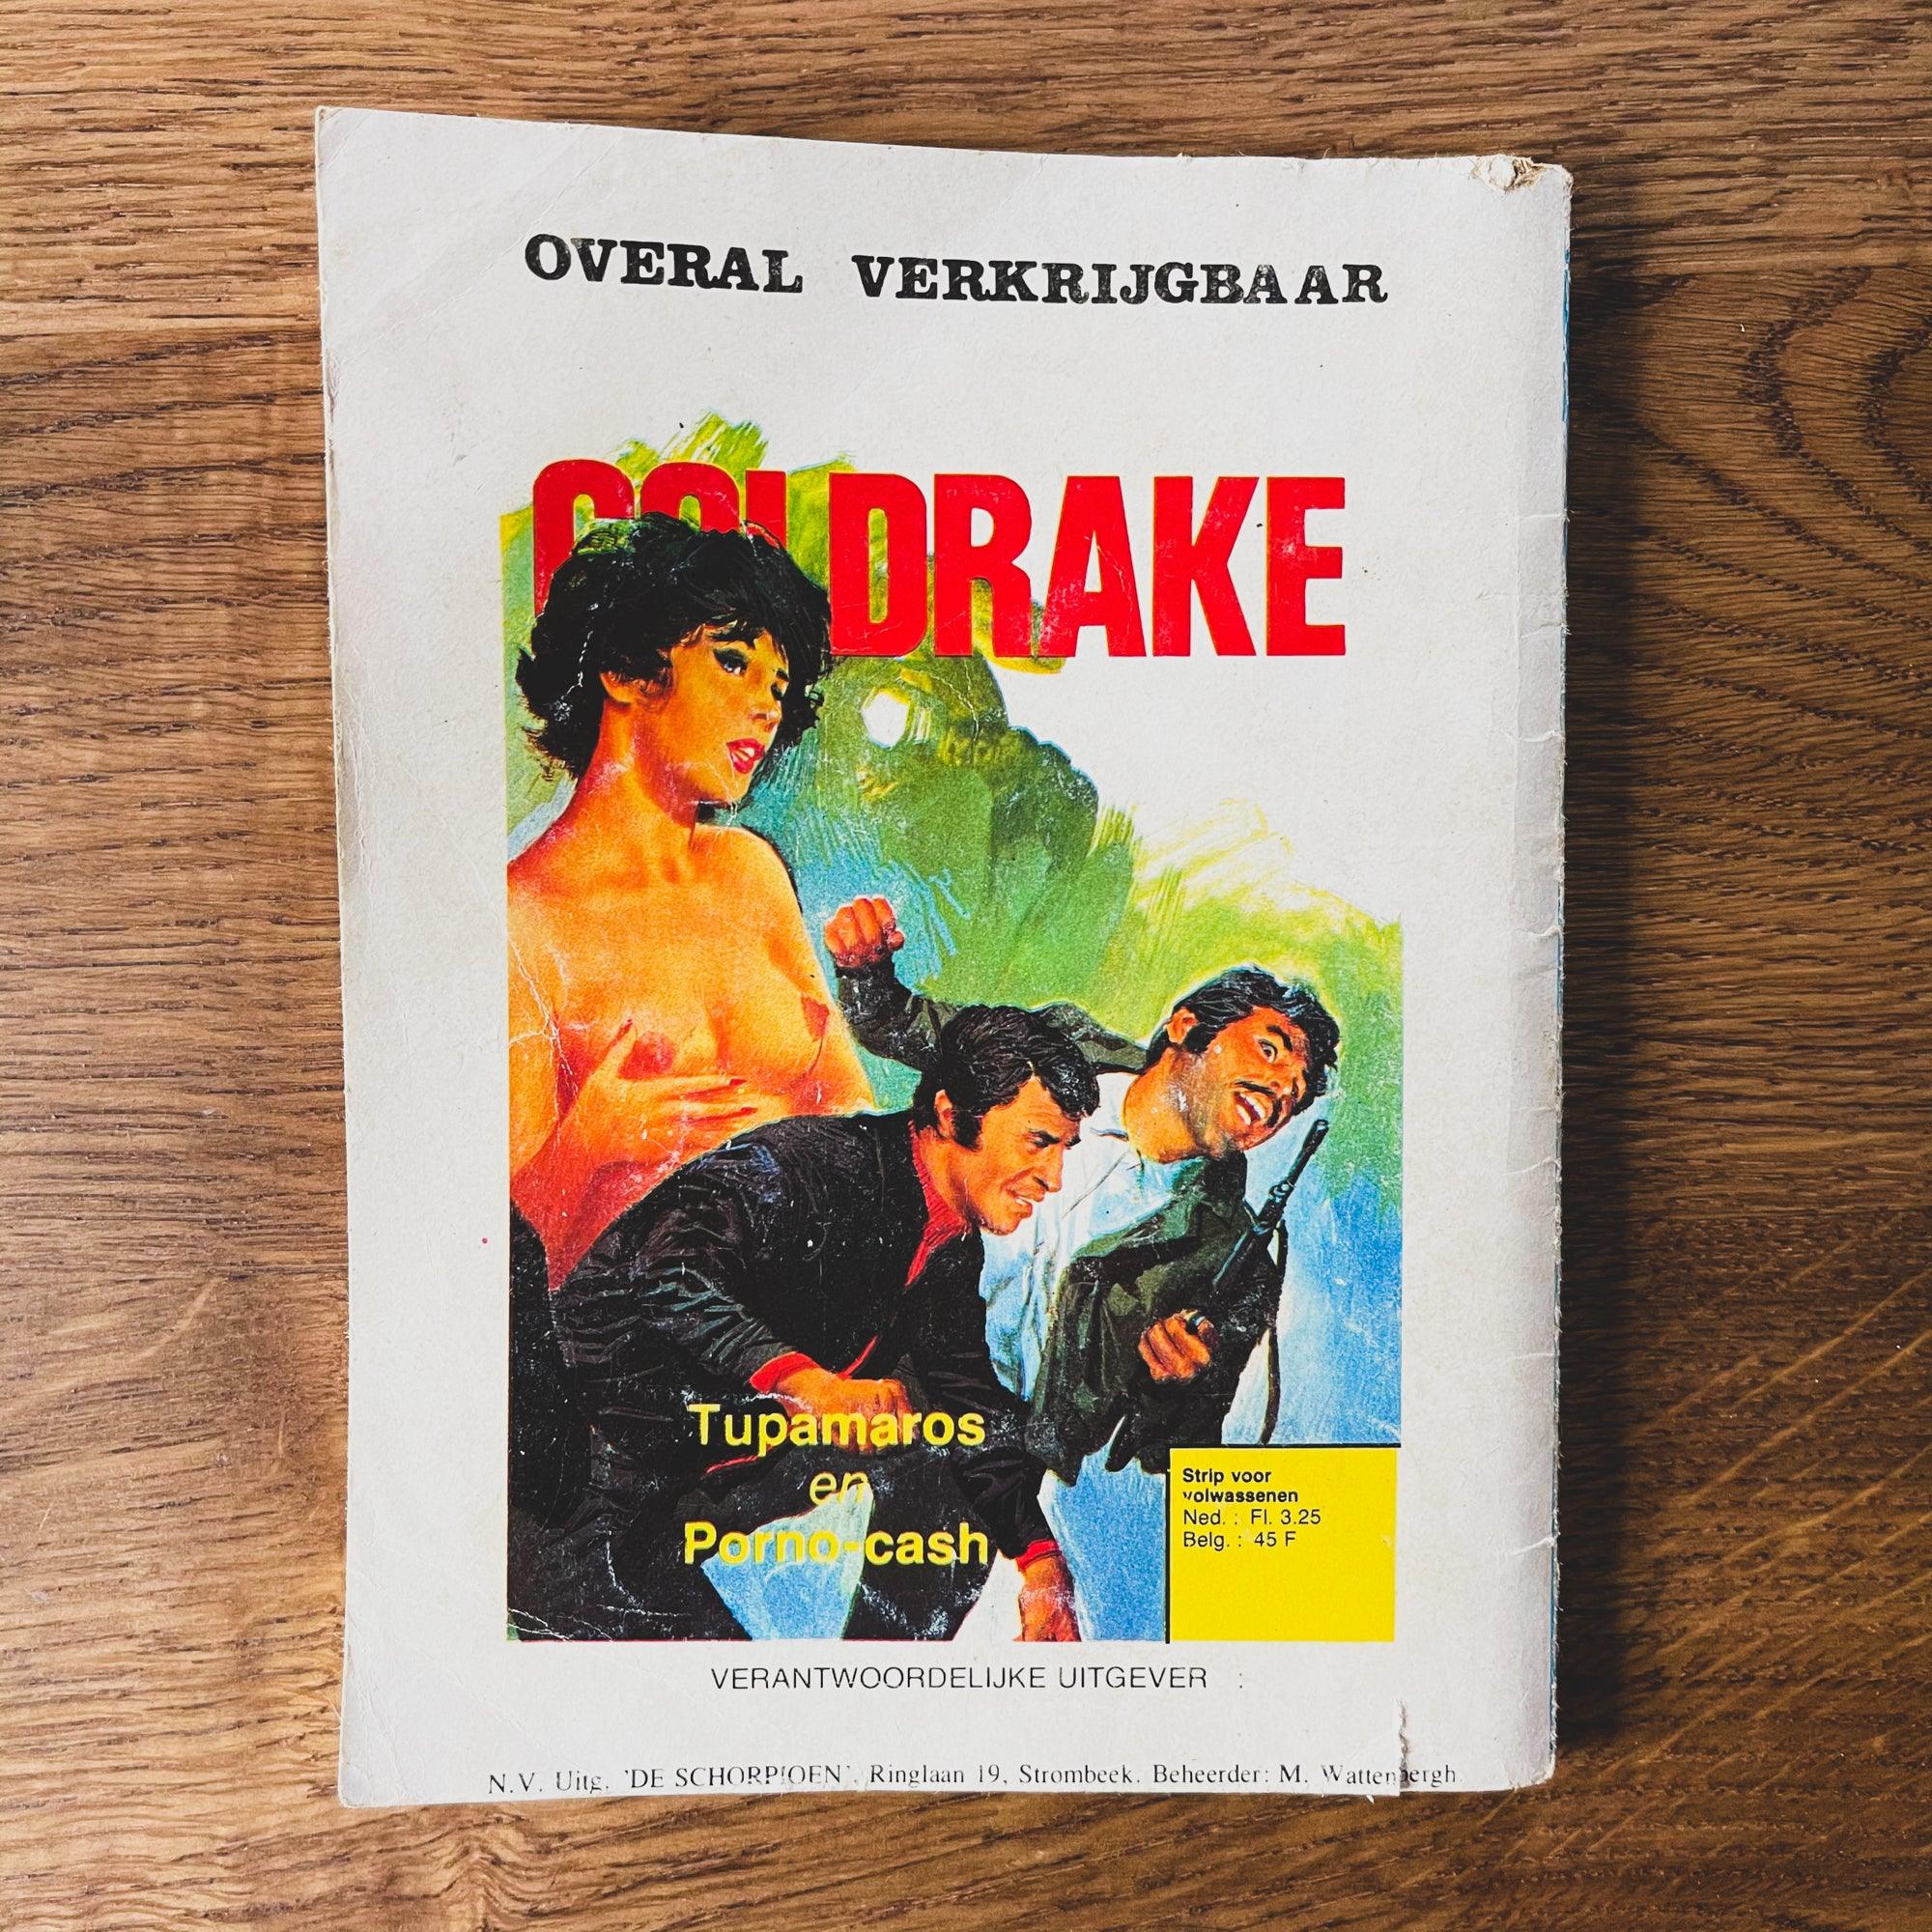 OVERAL VERKRIJGBAAR
GOLDRAKE
Tupamaros
en
Porno-cash
Strip voor
volwassenen
Ned. : Fl. 3.25
Belg. : 45 F
VERANTWOORDELIJKE UITGEVER :
N.V. Uitg. 'DE SCHORPIOEN', Ringlaan 19, Strombeek. Beheerder: M. Wattenbergh